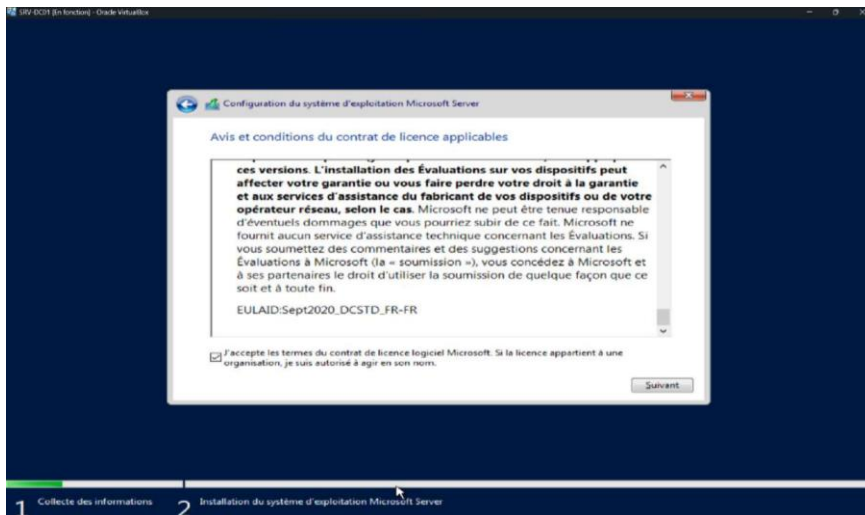 SRV-DC01 [En fonction] - Oracle VirtualBox
Configuration du système d'exploitation Microsoft Server
Avis et conditions du contrat de licence applicables
ces versions. L'installation des Évaluations sur vos dispositifs peut
affecter votre garantie ou vous faire perdre votre droit à la garantie
et aux services d'assistance du fabricant de vos dispositifs ou de votre
opérateur réseau, selon le cas. Microsoft ne peut être tenue responsable
d'éventuels dommages que vous pourriez subir de ce fait. Microsoft ne
fournit aucun service d'assistance technique concernant les Évaluations. Si
vous soumettez des commentaires et des suggestions concernant les
Évaluations à Microsoft (la « soumission »), vous concédez à Microsoft et
à ses partenaires le droit d'utiliser la soumission de quelque façon que ce
soit et à toute fin.
EULAID:Sept2020_DCSTD_FR-FR
J'accepte les termes du contrat de licence logiciel Microsoft. Si la licence appartient à une
organisation, je suis autorisé à agir en son nom.
Suivant
1 Collecte des informations 2 Installation du système d'exploitation Microsoft Server